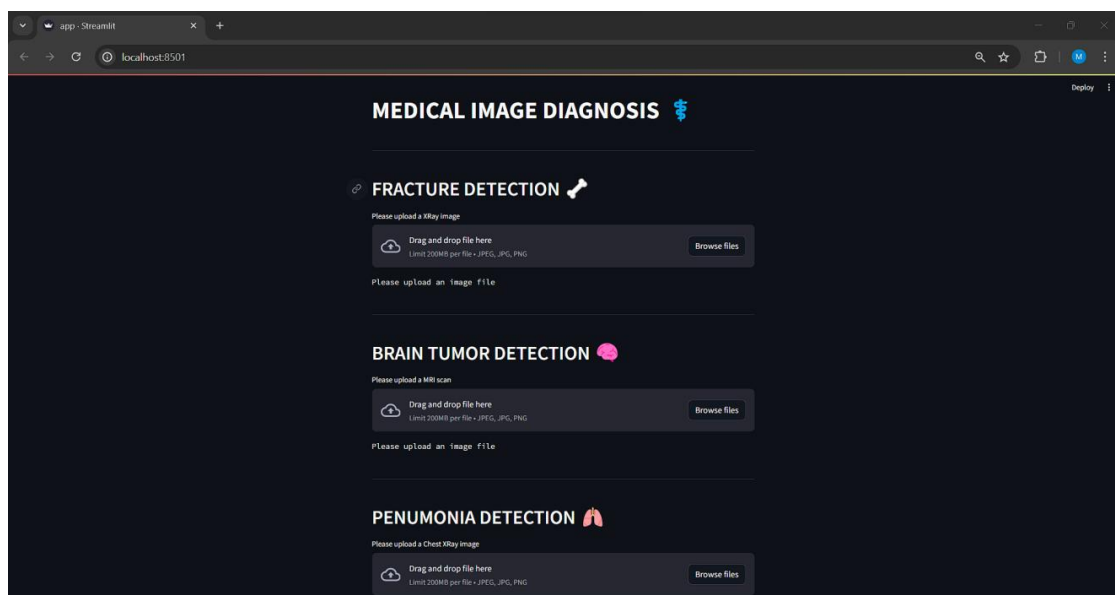 app · Streamlit
localhost:8501
M
Deploy
MEDICAL IMAGE DIAGNOSIS
FRACTURE DETECTION
Please upload a XRay image
Drag and drop file here
Limit 200MB per file • JPEG, JPG, PNG
Browse files
Please upload an image file
BRAIN TUMOR DETECTION
Please upload a MRI scan
Drag and drop file here
Limit 200MB per file • JPEG, JPG, PNG
Browse files
Please upload an image file
PENUMONIA DETECTION
Please upload a Chest XRay image
Drag and drop file here
Limit 200MB per file • JPEG, JPG, PNG
Browse files